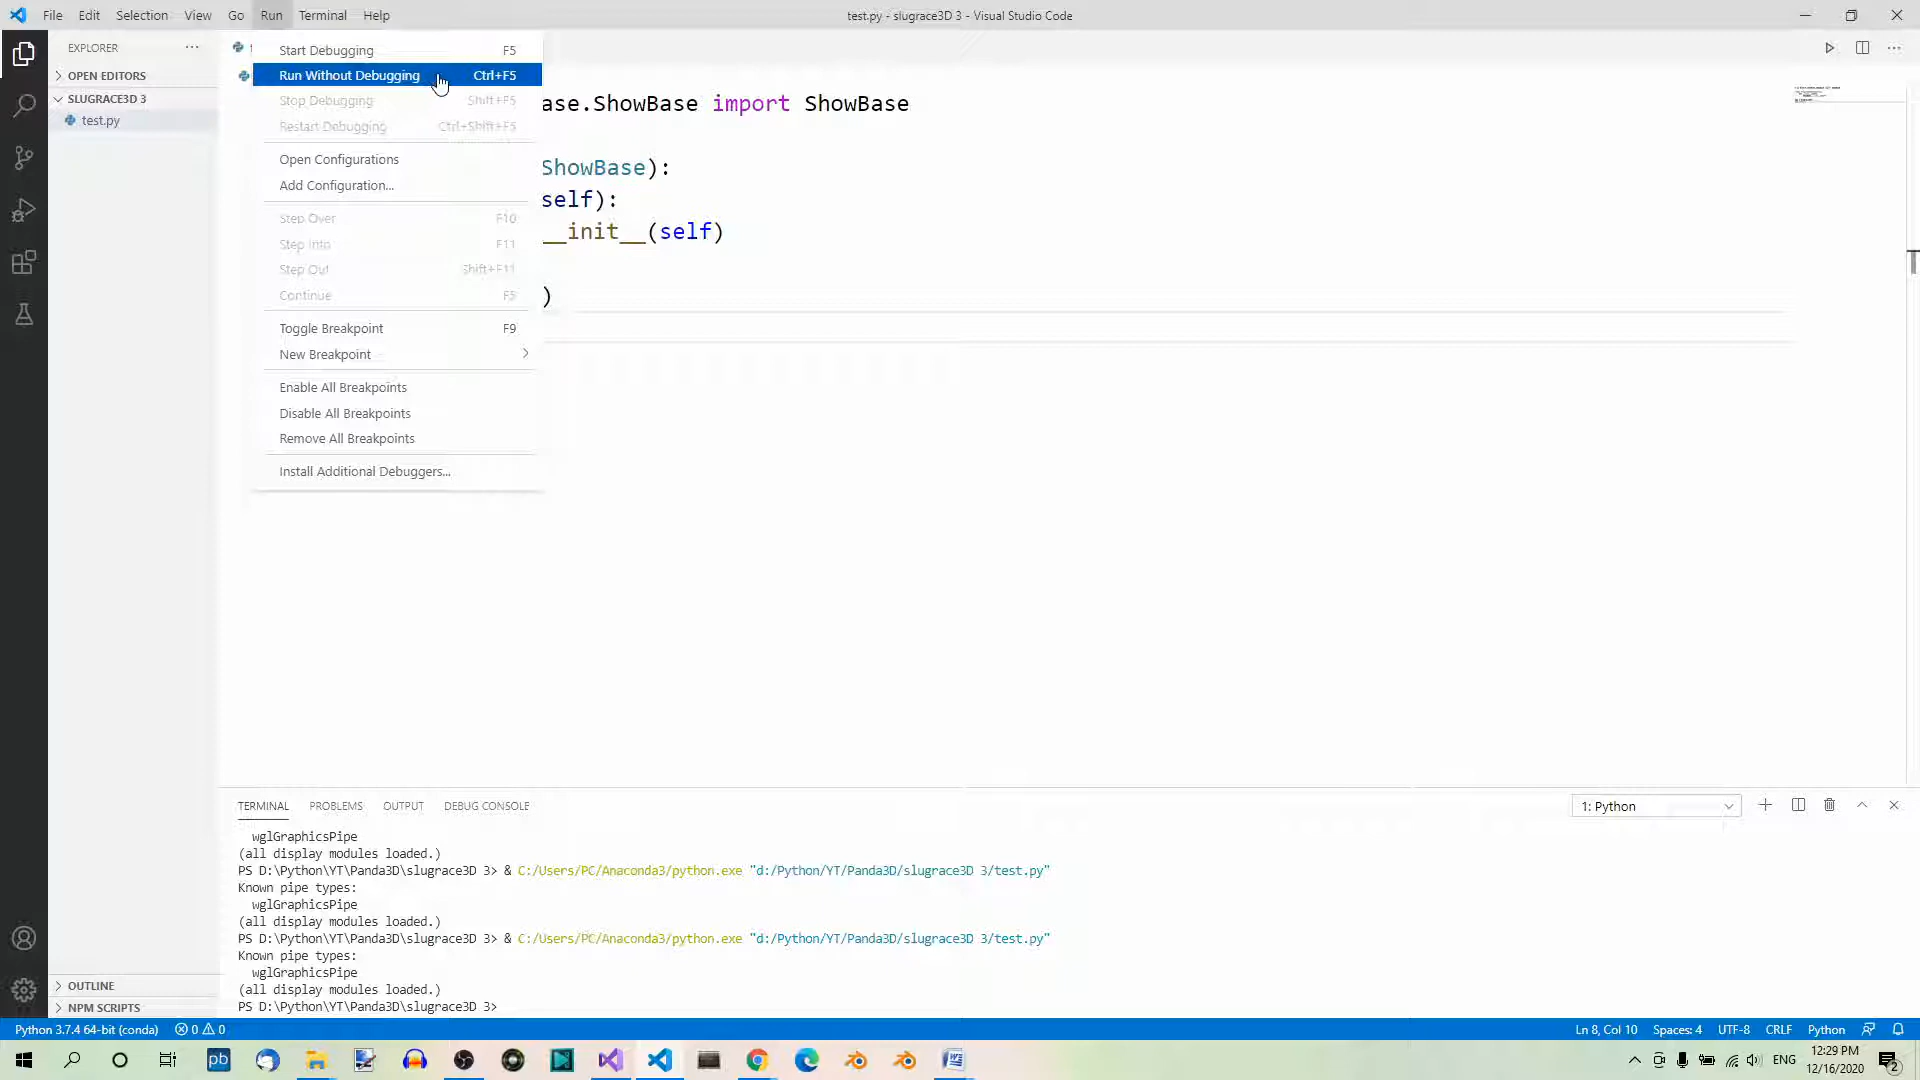 File Edit Selection View Go Run Terminal Help
test.py - slugrace3D 3 - Visual Studio Code
EXPLORER
OPEN EDITORS
SLUGRACE3D 3
test.py
Start Debugging F5
Run Without Debugging Ctrl+F5
Stop Debugging Shift+F5
Restart Debugging Ctrl+Shift+F5
Open Configurations
Add Configuration...
Step Over F10
Step Into F11
Step Out Shift+F11
Continue F5
Toggle Breakpoint F9
New Breakpoint
Enable All Breakpoints
Disable All Breakpoints
Remove All Breakpoints
Install Additional Debuggers...
ase.ShowBase import ShowBase
ShowBase):
self):
__init__(self)
)
TERMINAL PROBLEMS OUTPUT DEBUG CONSOLE
1: Python
wglGraphicsPipe
(all display modules loaded.)
PS D:\Python\YT\Panda3D\slugrace3D 3> & C:/Users/PC/Anaconda3/python.exe "d:/Python/YT/Panda3D/slugrace3D 3/test.py"
Known pipe types:
wglGraphicsPipe
(all display modules loaded.)
PS D:\Python\YT\Panda3D\slugrace3D 3> & C:/Users/PC/Anaconda3/python.exe "d:/Python/YT/Panda3D/slugrace3D 3/test.py"
Known pipe types:
wglGraphicsPipe
(all display modules loaded.)
PS D:\Python\YT\Panda3D\slugrace3D 3>
OUTLINE
NPM SCRIPTS
Python 3.7.4 64-bit (conda) 0 0
Ln 8, Col 10 Spaces: 4 UTF-8 CRLF Python
pb
ENG
12:29 PM
12/16/2020
2